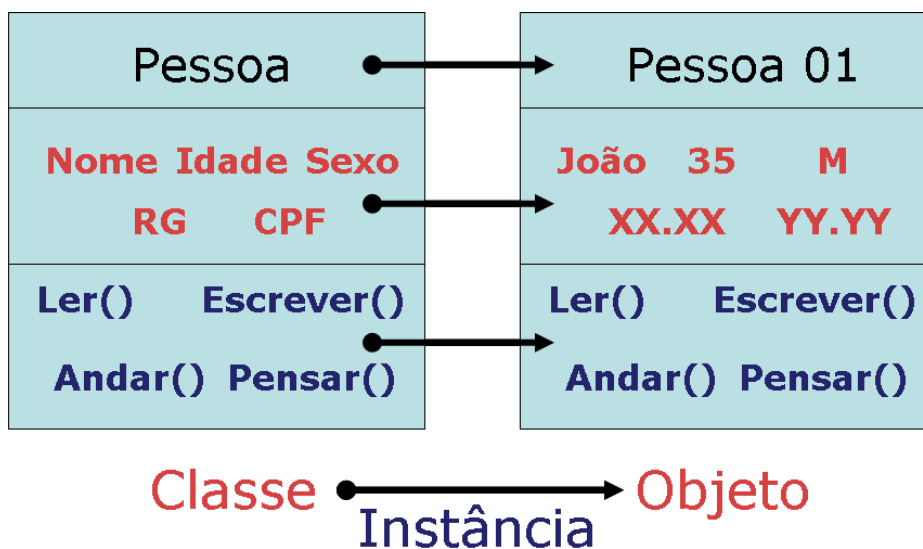 Pessoa
Nome Idade Sexo
RG CPF
Ler() Escrever()
Andar() Pensar()
Pessoa 01
João 35 M
XX.XX YY.YY
Ler() Escrever()
Andar() Pensar()
Classe Objeto
Instância